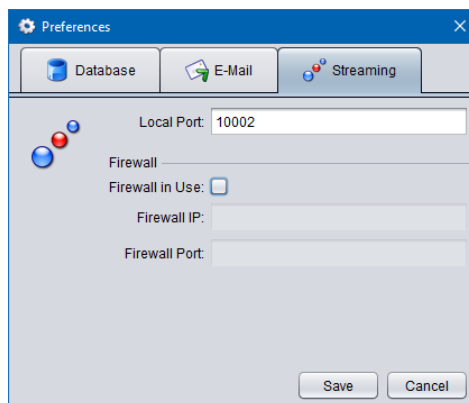 Preferences
Database E-Mail Streaming
Local Port: 10002
Firewall
Firewall in Use:
Firewall IP:
Firewall Port:
Save Cancel